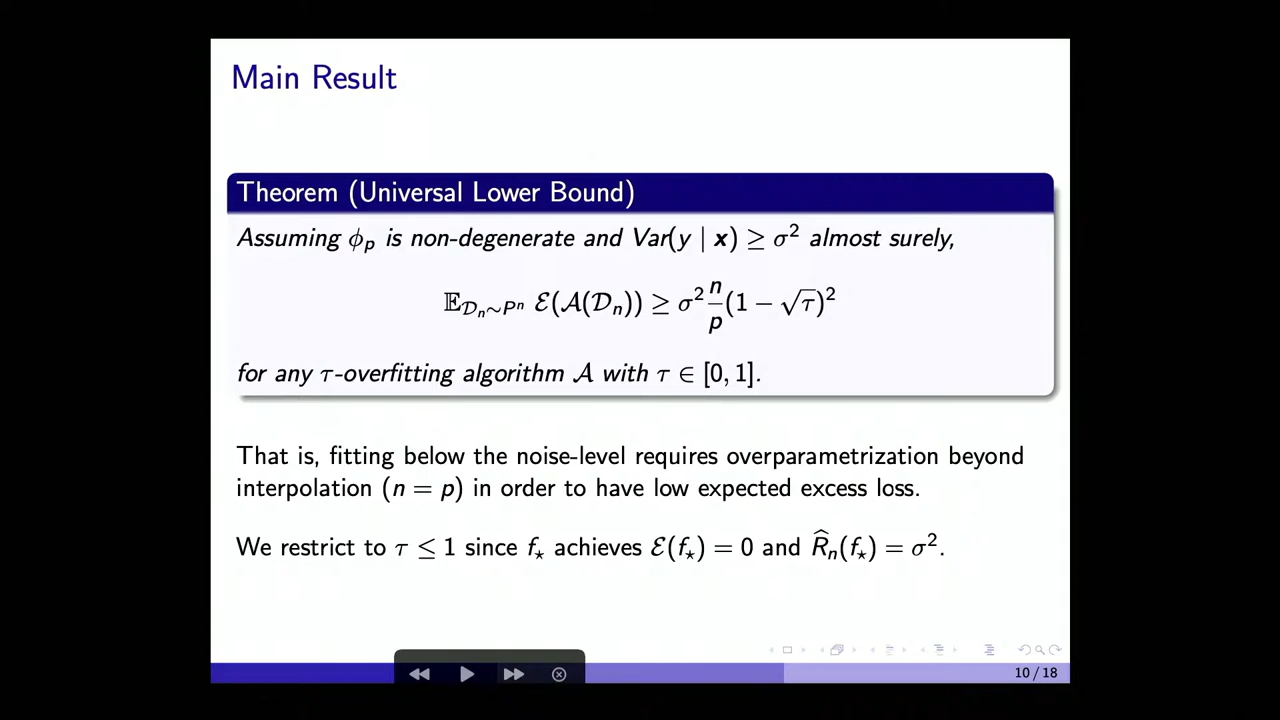 Main Result
Theorem (Universal Lower Bound)
Assuming ϕ_p is non-degenerate and Var(y | x) ≥ σ² almost surely,
𝔼_{𝒟_n∼P^n} ℰ(𝒜(𝒟_n)) ≥ σ² n/p (1 − √τ)²
for any τ-overfitting algorithm 𝒜 with τ ∈ [0, 1].
That is, fitting below the noise-level requires overparametrization beyond
interpolation (n = p) in order to have low expected excess loss.
We restrict to τ ≤ 1 since f⋆ achieves ℰ(f⋆) = 0 and R̂_n(f⋆) = σ².
10 / 18